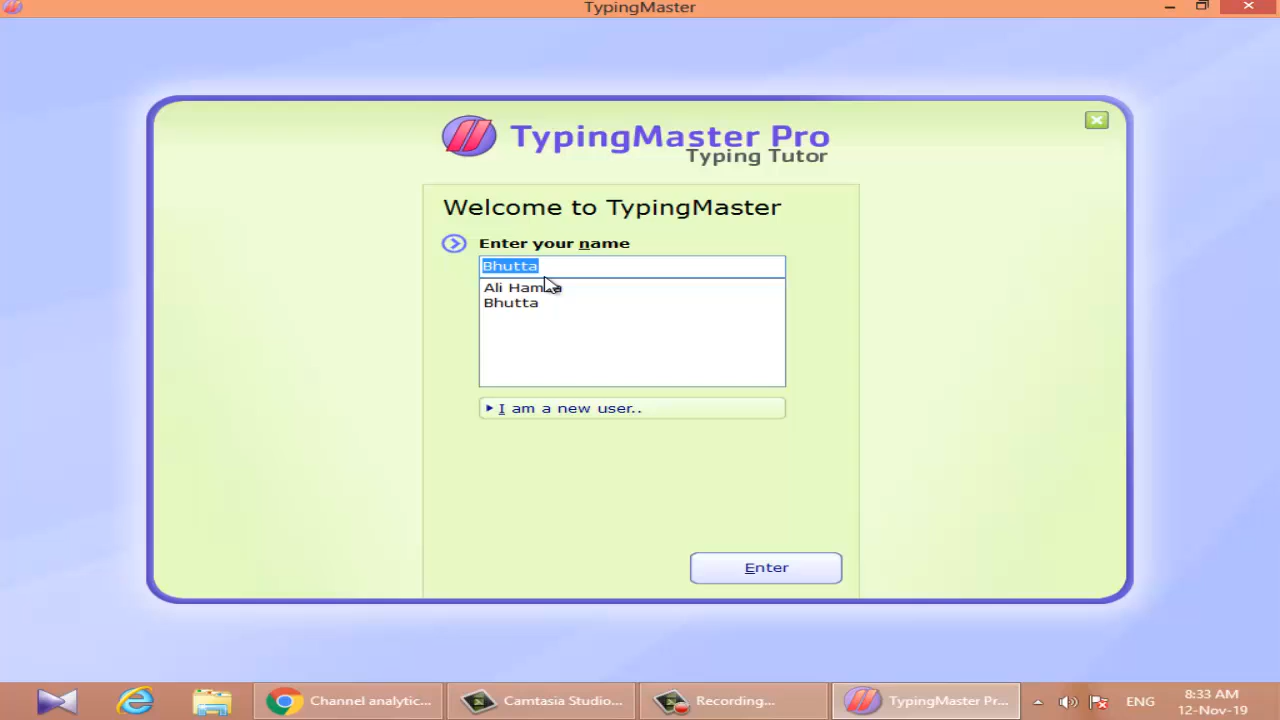 TypingMaster
TypingMaster Pro
Typing Tutor
Welcome to TypingMaster
Enter your name
Bhutta
Ali Ham
Bhutta
I am a new user..
Enter
Channel analytic...
Camtasia Studio...
Recording...
TypingMaster Pr...
ENG
8:33 AM
12-Nov-19